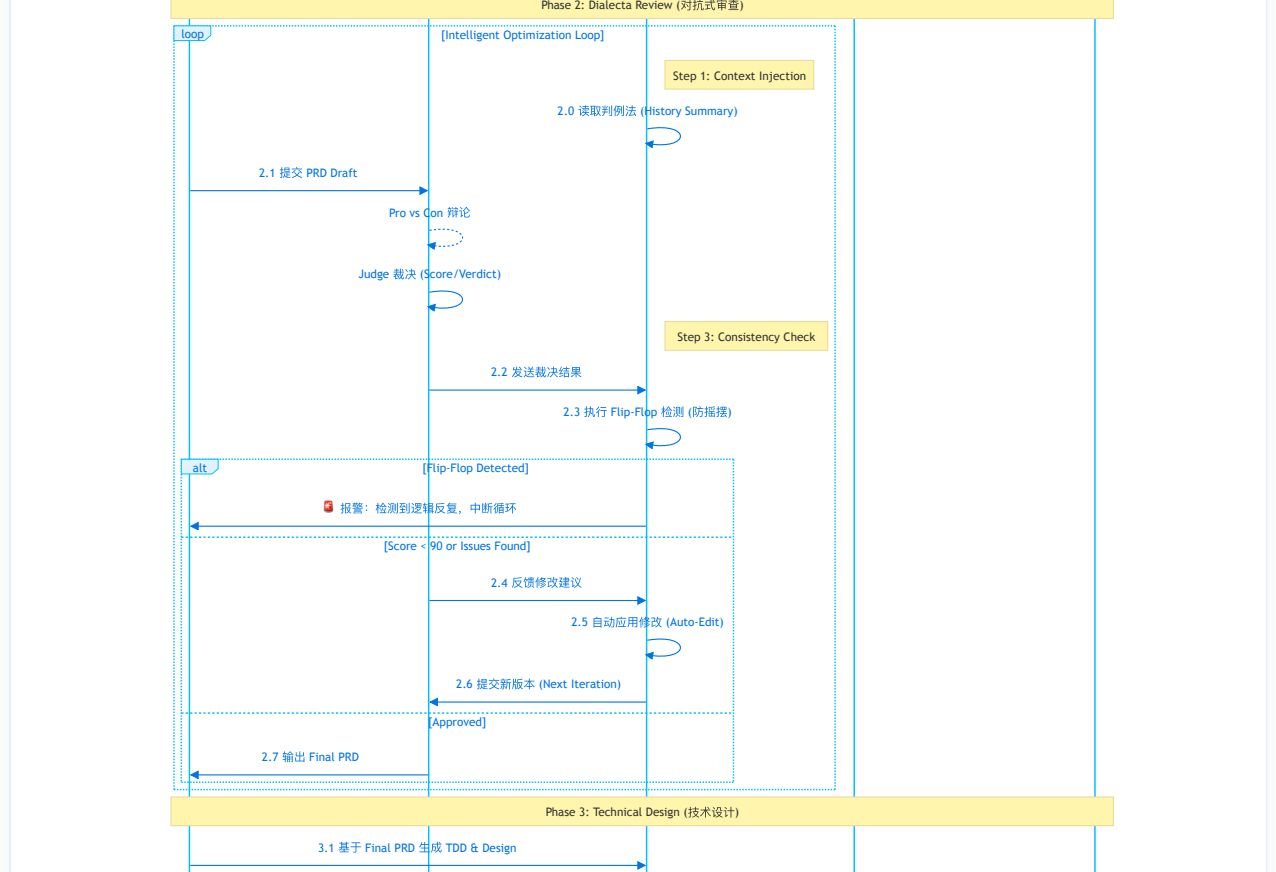 Phase 2: Dialecta Review (对抗式审查)
loop
[Intelligent Optimization Loop]
Step 1: Context Injection
2.0 读取判例法 (History Summary)
2.1 提交 PRD Draft
Pro vs Con 辩论
Judge 裁决 (Score/Verdict)
Step 3: Consistency Check
2.2 发送裁决结果
2.3 执行 Flip-Flop 检测 (防摇摆)
alt
[Flip-Flop Detected]
🚨 报警：检测到逻辑反复，中断循环
[Score < 90 or Issues Found]
2.4 反馈修改建议
2.5 自动应用修改 (Auto-Edit)
2.6 提交新版本 (Next Iteration)
[Approved]
2.7 输出 Final PRD
Phase 3: Technical Design (技术设计)
3.1 基于 Final PRD 生成 TDD & Design